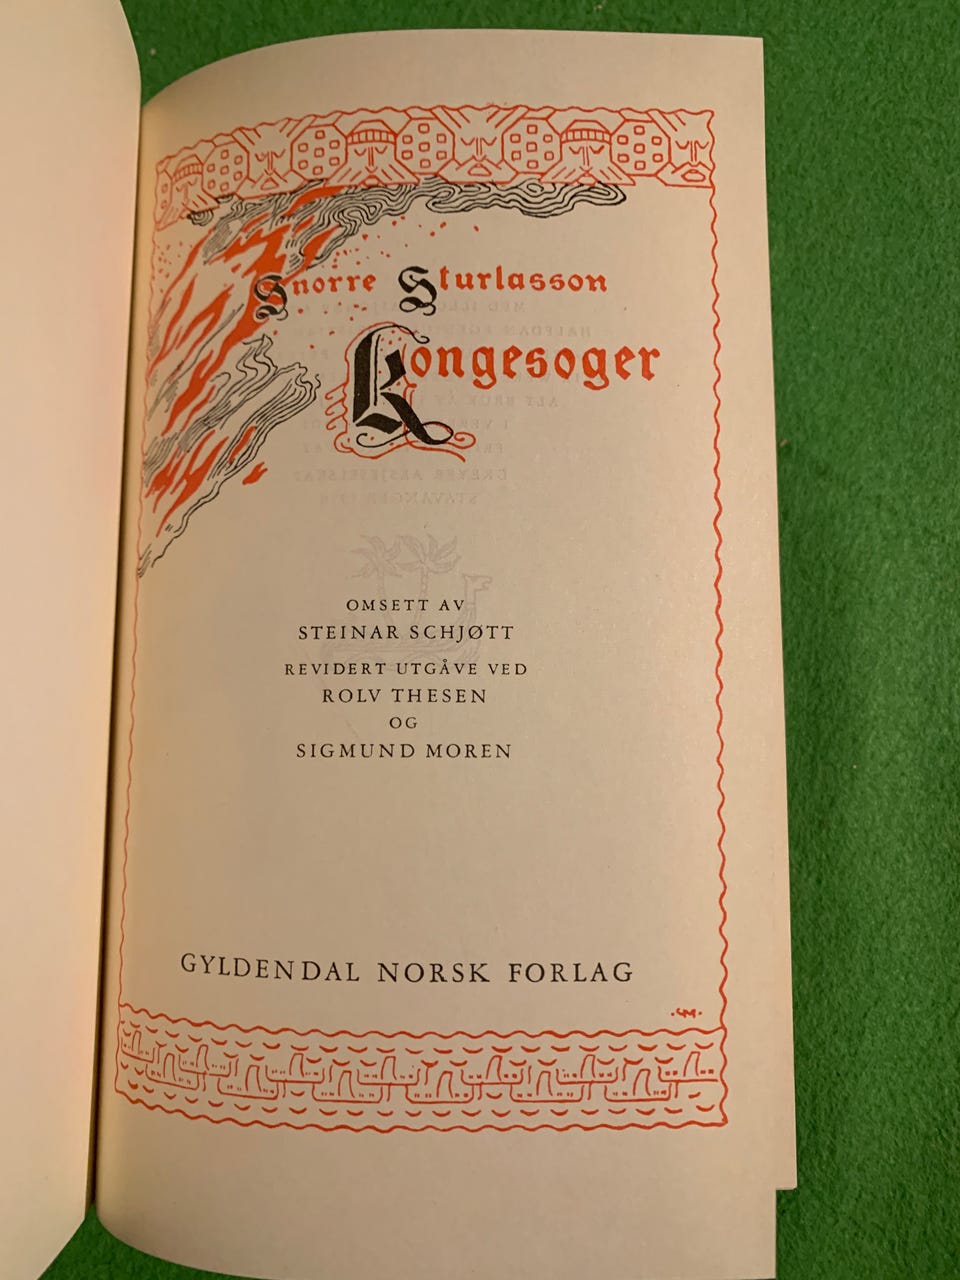 Snorre Sturlasson
Kongesoger
OMSETT AV
STEINAR SCHJØTT
REVIDERT UTGÅVE VED
ROLV THESEN
OG
SIGMUND MOREN
GYLDENDAL NORSK FORLAG